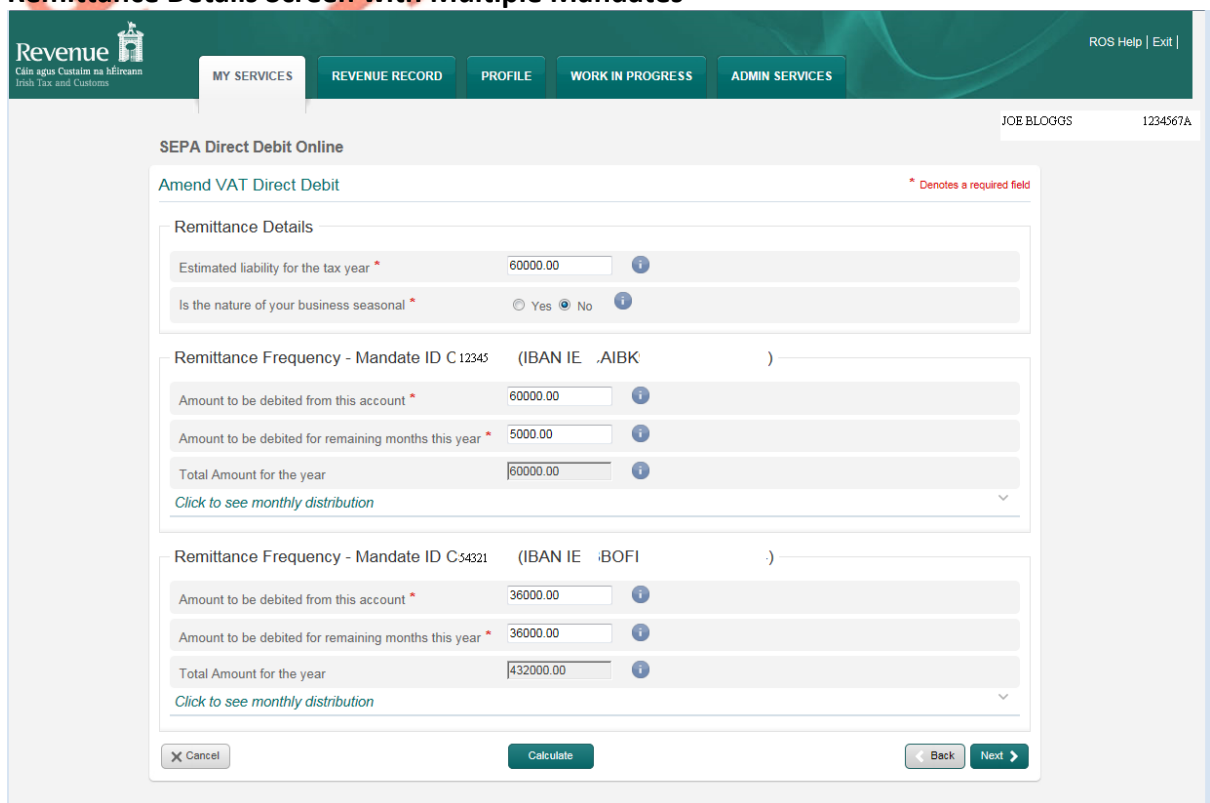 Remittance Details Screen with Multiple Mandates
Revenue
Cáin agus Custaim na hÉireann
Irish Tax and Customs
ROS Help | Exit |
MY SERVICES REVENUE RECORD PROFILE WORK IN PROGRESS ADMIN SERVICES
JOE BLOGGS 1234567A
SEPA Direct Debit Online
Amend VAT Direct Debit * Denotes a required field
Remittance Details
Estimated liability for the tax year * 60000.00
Is the nature of your business seasonal * Yes No
Remittance Frequency - Mandate ID C 12345 (IBAN IE AIBK )
Amount to be debited from this account * 60000.00
Amount to be debited for remaining months this year * 5000.00
Total Amount for the year 60000.00
Click to see monthly distribution
Remittance Frequency - Mandate ID C54321 (IBAN IE BOFI )
Amount to be debited from this account * 36000.00
Amount to be debited for remaining months this year * 36000.00
Total Amount for the year 432000.00
Click to see monthly distribution
Cancel Calculate Back Next